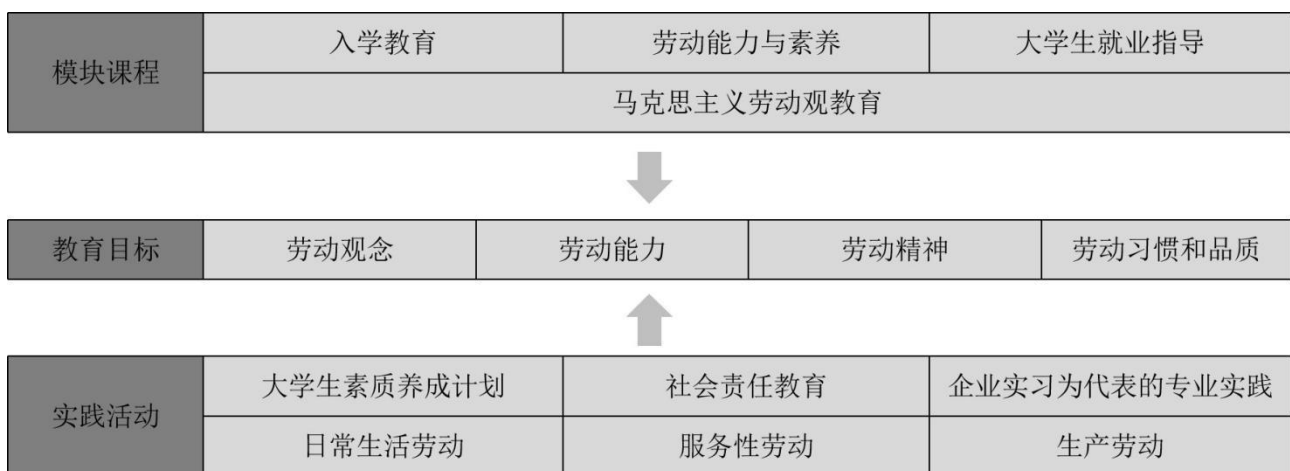 模块课程
入学教育 劳动能力与素养 大学生就业指导
马克思主义劳动观教育
教育目标 劳动观念 劳动能力 劳动精神 劳动习惯和品质
实践活动
大学生素质养成计划 社会责任教育 企业实习为代表的专业实践
日常生活劳动 服务性劳动 生产劳动